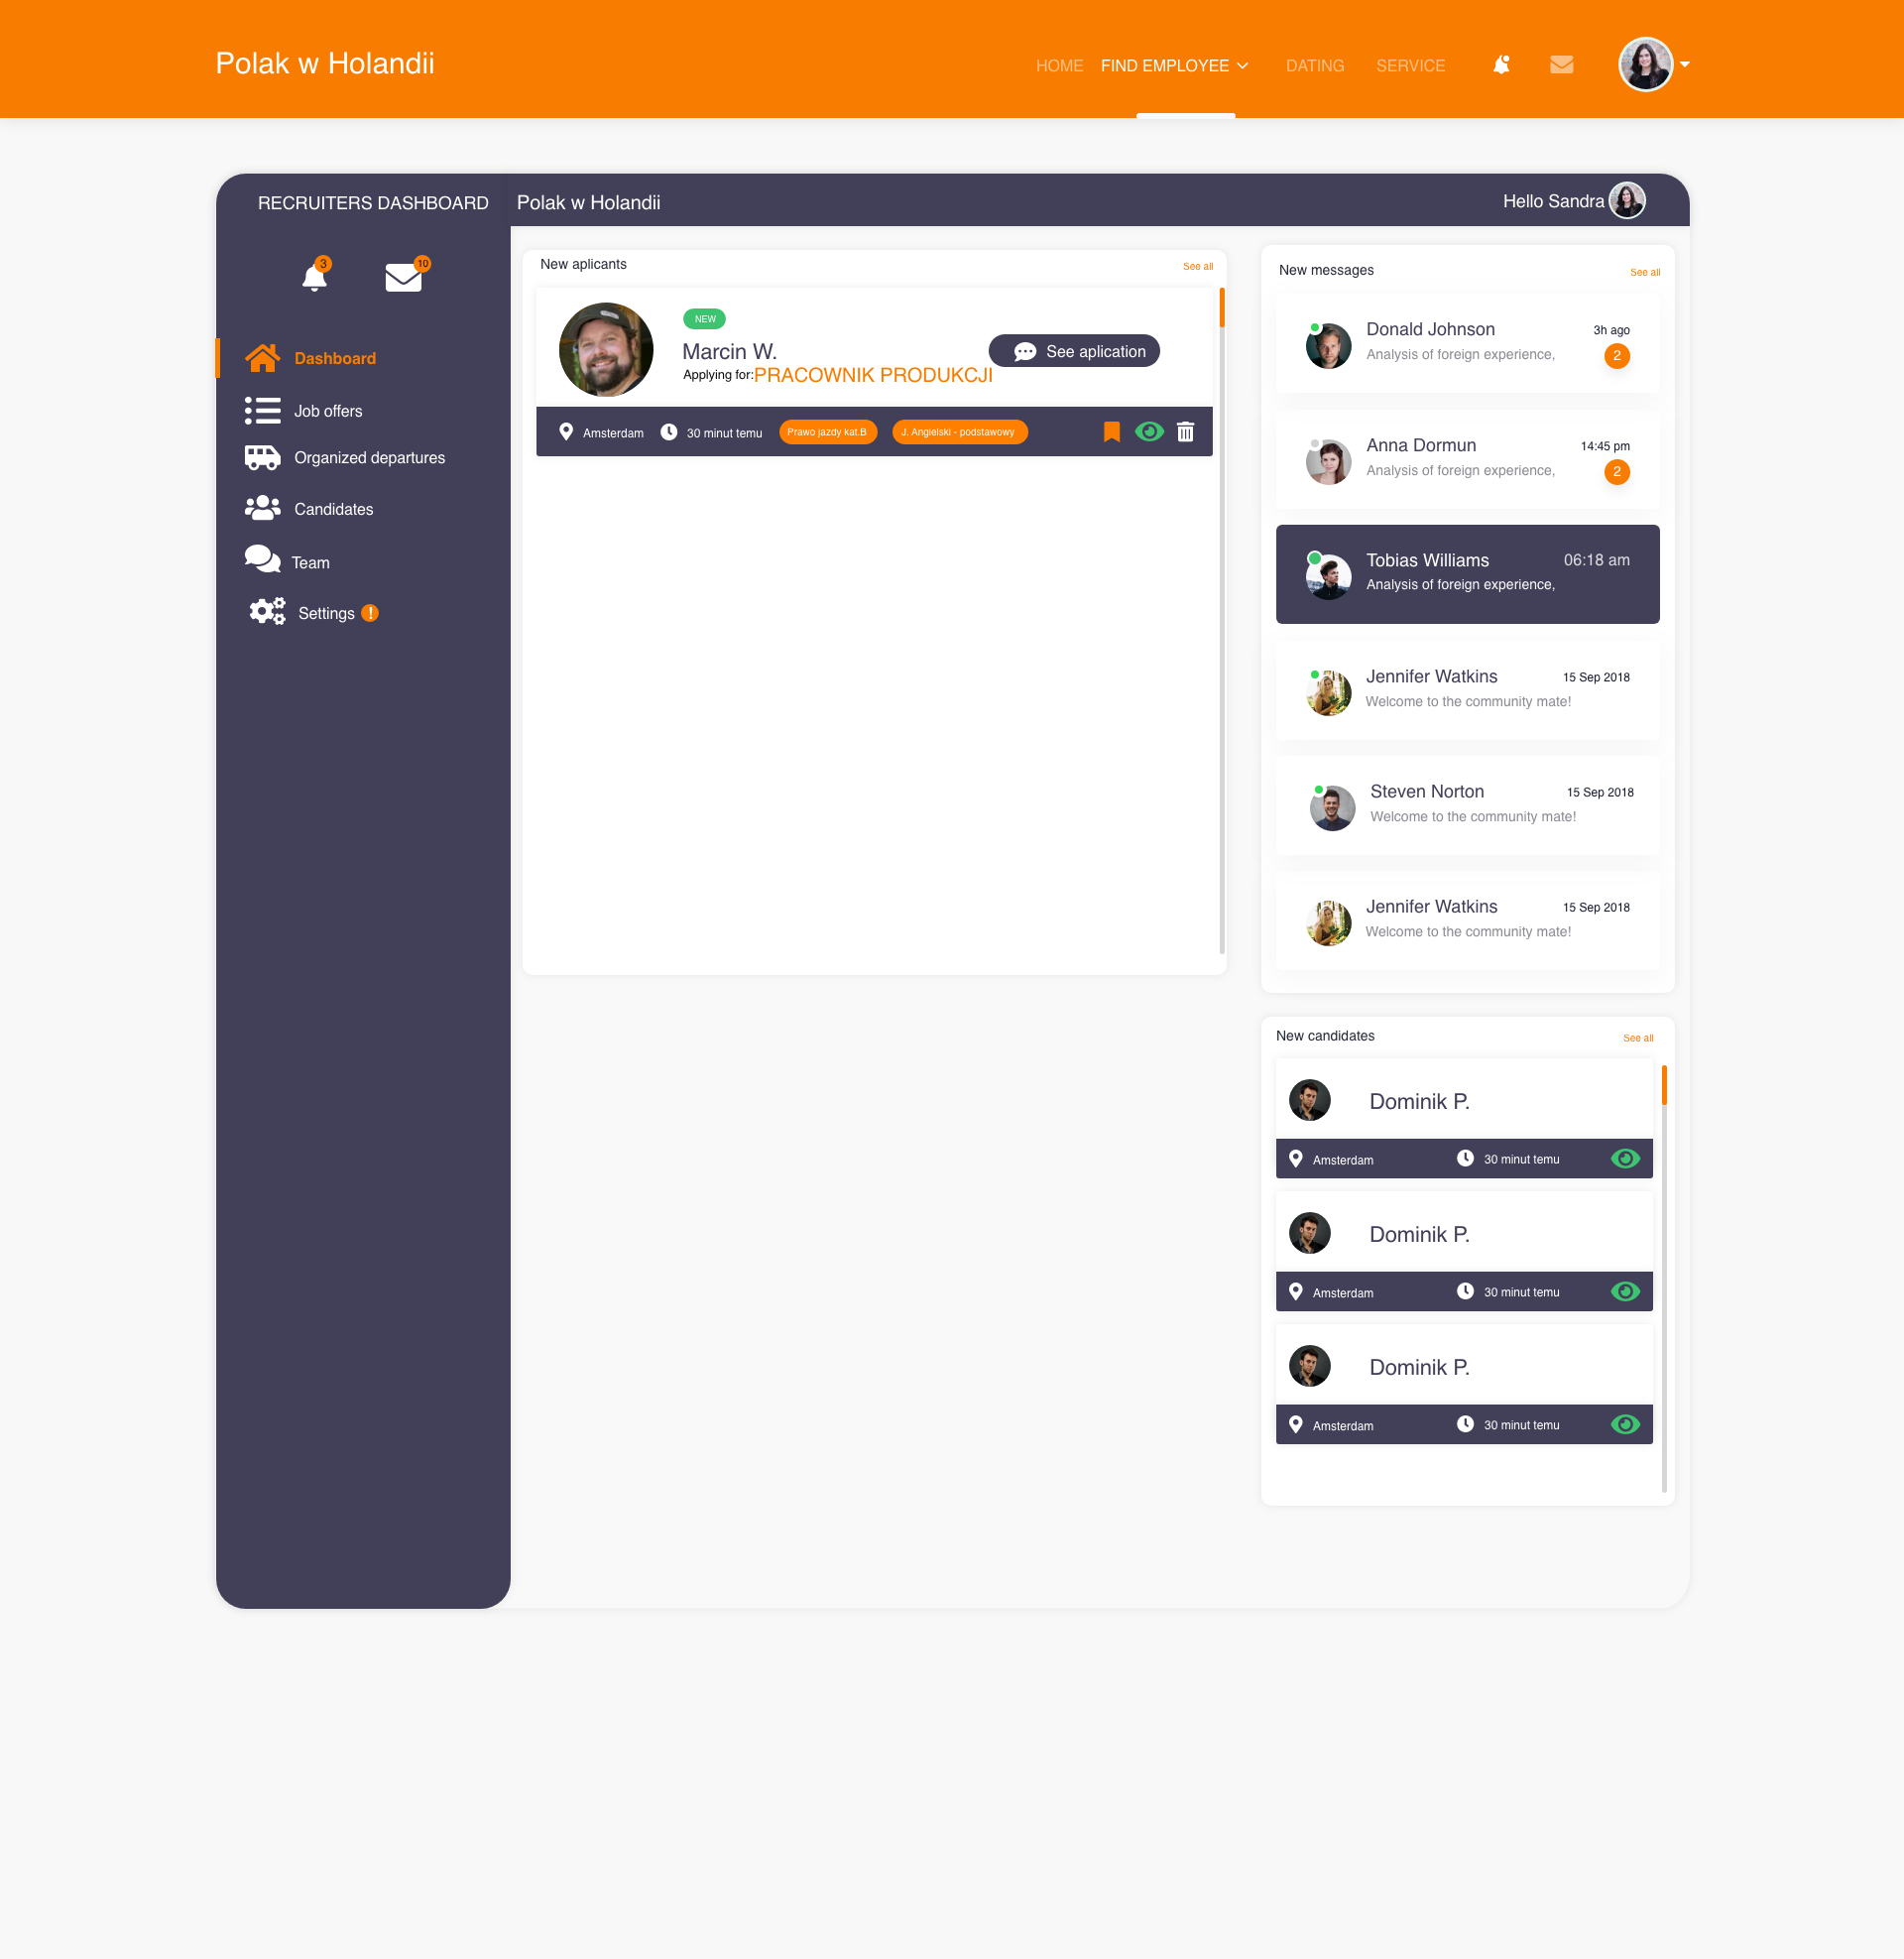 Polak w Holandii
HOME FIND EMPLOYEE DATING SERVICE
RECRUITERS DASHBOARD
Polak w Holandii
Hello Sandra
3
10
Dashboard
Job offers
Organized departures
Candidates
Team
Settings !
New aplicants
See all
NEW
Marcin W.
Applying for:PRACOWNIK PRODUKCJI
See aplication
Amsterdam
30 minut temu
Prawo jazdy kat.B
J. Angielski - podstawowy
New messages
See all
Donald Johnson
3h ago
Analysis of foreign experience,
2
Anna Dormun
14:45 pm
Analysis of foreign experience,
2
Tobias Williams
06:18 am
Analysis of foreign experience,
Jennifer Watkins
15 Sep 2018
Welcome to the community mate!
Steven Norton
15 Sep 2018
Welcome to the community mate!
Jennifer Watkins
15 Sep 2018
Welcome to the community mate!
New candidates
See all
Dominik P.
Amsterdam
30 minut temu
Dominik P.
Amsterdam
30 minut temu
Dominik P.
Amsterdam
30 minut temu